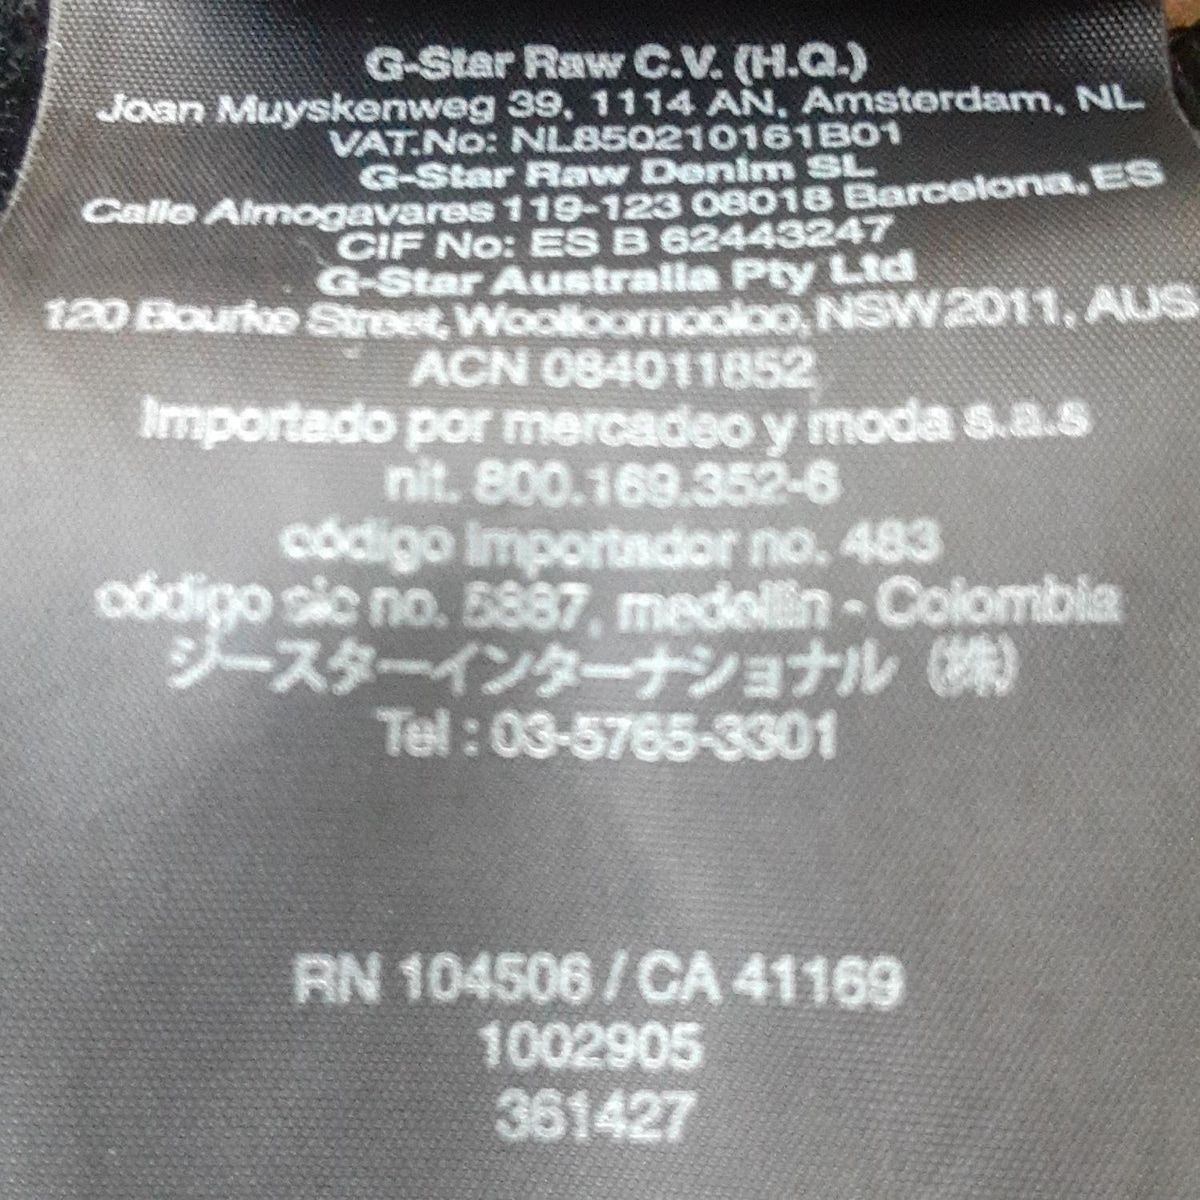 G-Star Raw C.V. (H.Q.)
Joan Muyskenweg 39, 1114 AN, Amsterdam, NL
VAT.No: NL850210161B01
G-Star Raw Denim SL
Calle Almogavares 119-123 08018 Barcelona, ES
CIF No: ES B 62443247
G-Star Australia Pty Ltd
120 Bourke Street, Woolloomooloo, NSW 2011, AUS
ACN 084011852
Importado por mercadeo y moda s.a.s
nit. 800.169.352-6
código importador no. 483
código sic no. 5887, medellin - Colombia
ジースターインターナショナル (株)
Tel : 03-5765-3301
RN 104506 / CA 41169
1002905
361427